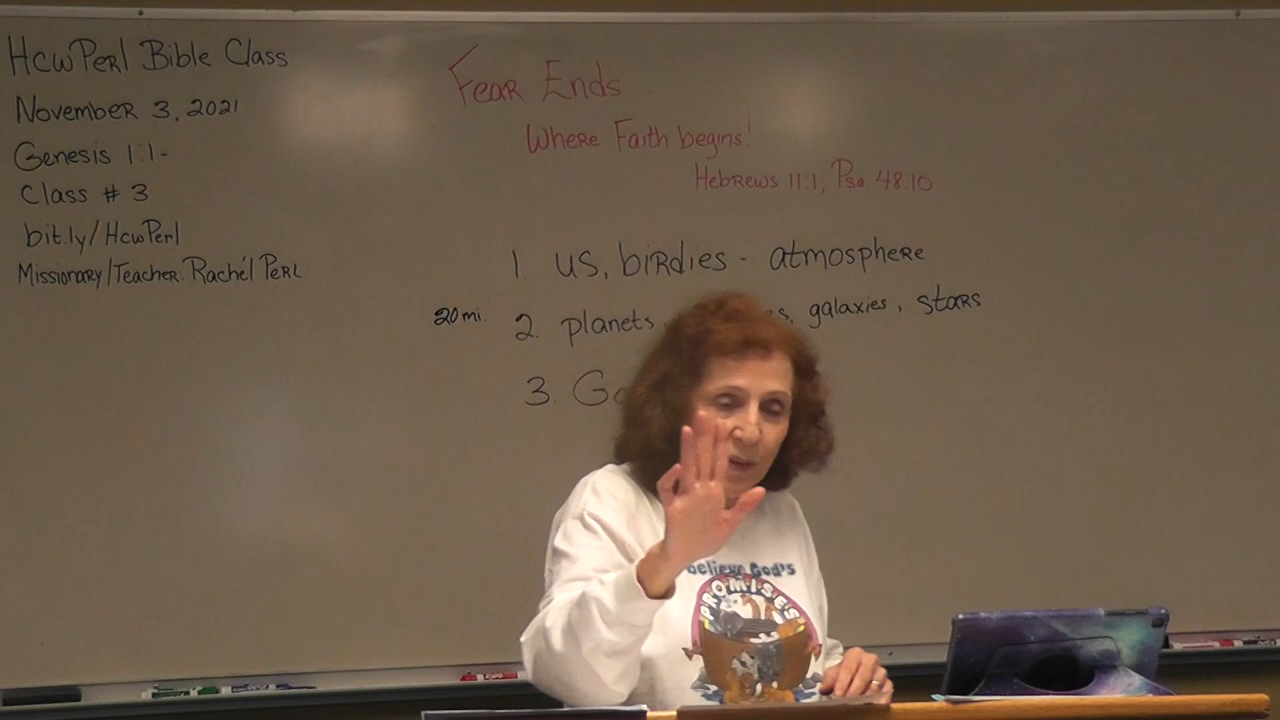 HcwPerl Bible Class
November 3, 2021
Genesis 1:1-
Class # 3
bit.ly/HcwPerl
Missionary/Teacher: Rachél Perl
Fear Ends
Where Faith begins!
Hebrews 11:1, Psa. 48:10
1. us, birdies - atmosphere
20 mi. 2. planets, galaxies, stars
3
believe God's
PROMISES
EXPO